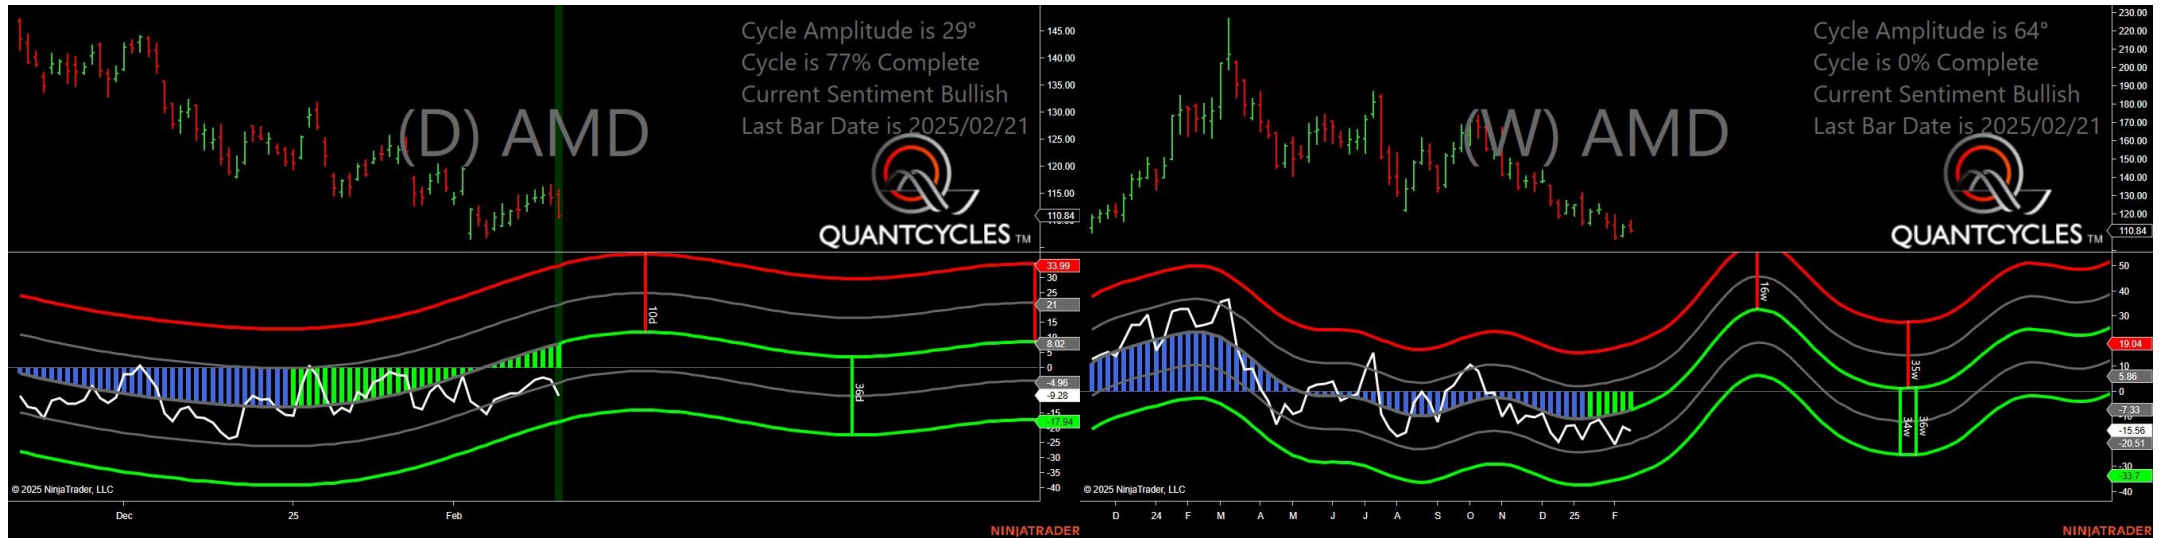 Cycle Amplitude is 29°
Cycle is 77% Complete
Current Sentiment Bullish
Last Bar Date is 2025/02/21
(D) AMD
QUANTCYCLES TM
145.00
140.00
135.00
130.00
125.00
120.00
115.00
110.84
33.99
30
25
21
15
10
8.02
5
0
-4.96
-9.28
-15
-17.94
-20
-25
-30
-35
-40
10d
36d
© 2025 NinjaTrader, LLC
Dec
25
Feb
NINJATRADER
Cycle Amplitude is 64°
Cycle is 0% Complete
Current Sentiment Bullish
Last Bar Date is 2025/02/21
(W) AMD
QUANTCYCLES TM
230.00
220.00
210.00
200.00
190.00
180.00
170.00
160.00
150.00
140.00
130.00
120.00
110.84
50
40
30
19.04
10
5.86
0
-7.33
-10
-15.56
-20.51
-30
-33.7
-40
16w
35w
34w
36w
© 2025 NinjaTrader, LLC
D
24
F
M
A
M
J
J
A
S
O
N
D
25
F
NINJATRADER